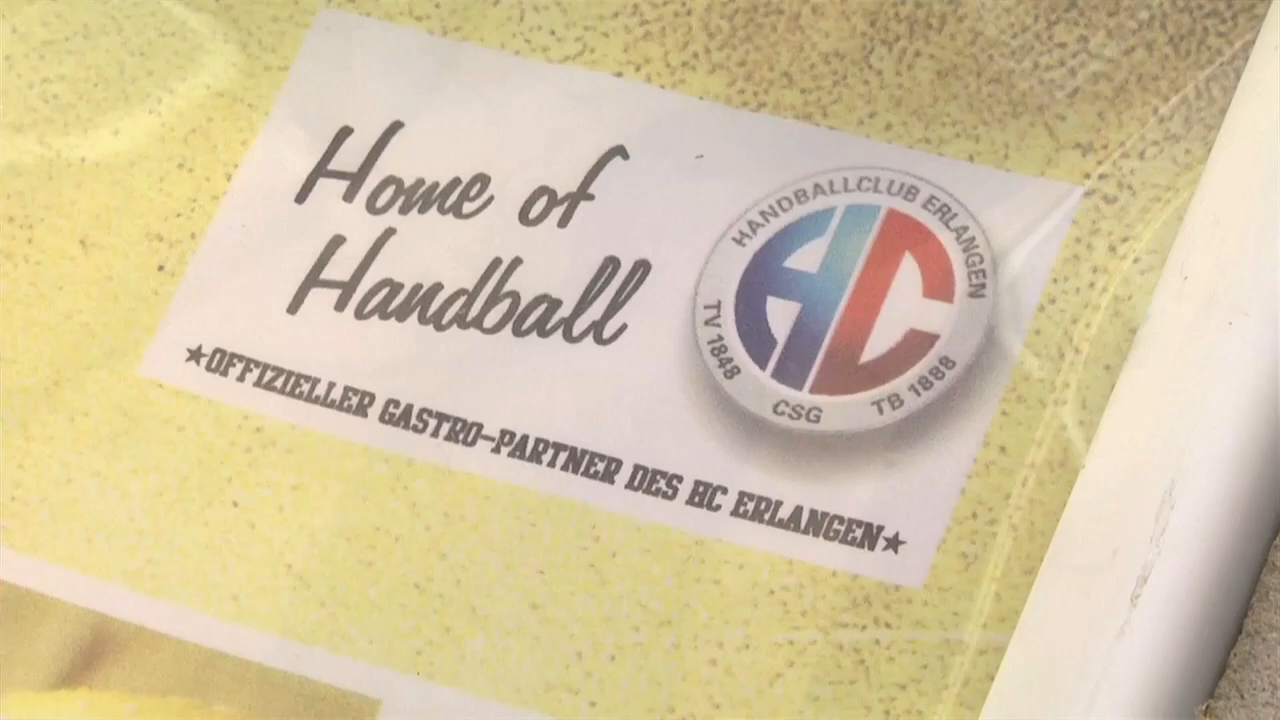 Home of
Handball
★OFFIZIELLER GASTRO-PARTNER DES HC ERLANGEN★
HANDBALLCLUB ERLANGEN
HC
TV 1848
CSG
TB 1888